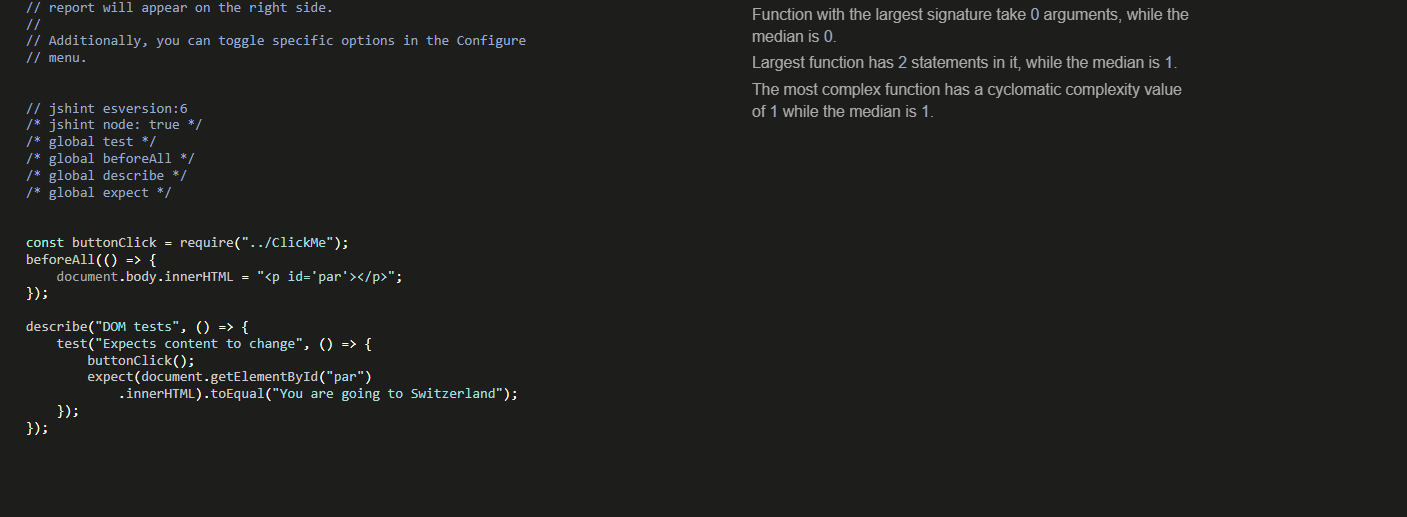 // report will appear on the right side.
//
// Additionally, you can toggle specific options in the Configure
// menu.
// jshint esversion:6
/* jshint node: true */
/* global test */
/* global beforeAll */
/* global describe */
/* global expect */
const buttonClick = require("../ClickMe");
beforeAll(() => {
    document.body.innerHTML = "<p id='par'></p>";
});
describe("DOM tests", () => {
    test("Expects content to change", () => {
        buttonClick();
        expect(document.getElementById("par")
            .innerHTML).toEqual("You are going to Switzerland");
    });
});
Function with the largest signature take 0 arguments, while the
median is 0.
Largest function has 2 statements in it, while the median is 1.
The most complex function has a cyclomatic complexity value
of 1 while the median is 1.